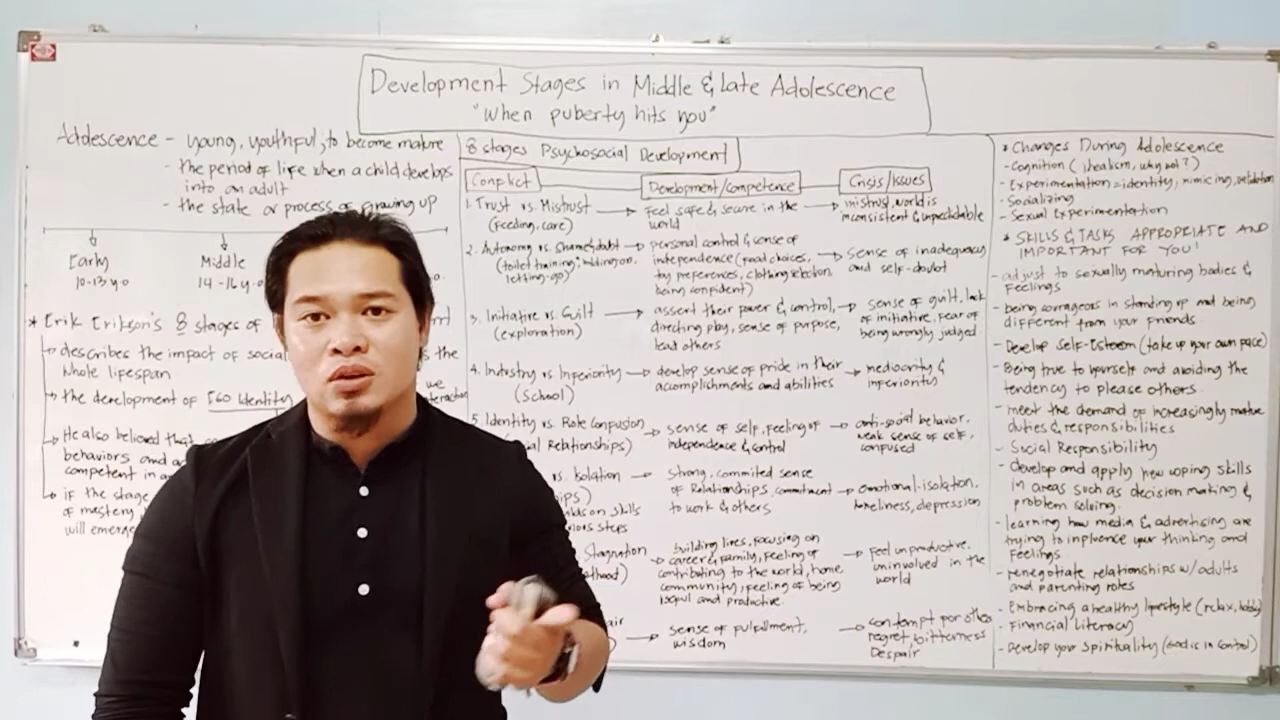 Development Stages in Middle & Late Adolescence
"when puberty hits you"
Adolescence - young, youthful, to become mature
- the period of life when a child develops
into an adult
- the state or process of growing up
Early
Middle
10-13 y.o
14-16 y.o
* Erik Erikson's 8 stages of
describes the impact of social
the
whole lifespan
the development of Ego Identity
we
He also believed that
behaviors and
competent in
if the stage
of mastery
will emerge
8 stages Psychosocial Development
Conflict
Development/Competence
Crisis/Issues
1. Trust vs. Mistrust
(feeding, care)
feel safe & secure in the
world
mistrust, world is
inconsistent & unpredictable
2. Autonomy vs. Shame & dobt
(toilet training, holding on,
letting-go)
personal control & sense of
independence (food choices,
toy preferences, clothing selection,
being confident)
sense of inadequacy
and self-doubt
3. Initiative vs. Guilt
(exploration)
assert their power & control,
directing play, sense of purpose,
lead others
sense of guilt, lack
of initiative, fear of
being wrongly judged
4. Industry vs. Inferiority
(School)
develop sense of pride in their
accomplishments and abilities
mediocrity &
inferiority
5. Identity vs. Role Confusion
Relationships)
sense of self, feeling of
independence & control
anti-social behavior,
weak sense of self,
confused
vs. Isolation
on skills
steps
strong, commited sense
of Relationships, commitment
to work & others
emotional isolation,
loneliness, depression
Stagnation
building lives, focusing on
career & family, feeling of
contributing to the world, home
community, feeling of being
useful and productive.
feel unproductive,
uninvolved in the
world
sense of fulfillment,
wisdom
contempt for other
regret, bitterness
Despair
* Changes During Adolescence
- Cognition (idealism, why not?)
- Experimentation = identity, mimicing, validation
- Socializing
- Sexual Experimentation
* SKILLS & TASKS APPROPRIATE AND
IMPORTANT FOR YOU!
- adjust to sexually maturing bodies &
feelings
- being courageous in standing up and being
different from your friends.
- Develop self-Esteem (take up your own pace)
- Being true to yourself and avoiding the
tendency to please others.
- meet the demand of increasingly mature
duties & responsibilities
- Social Responsibility
- develop and apply new coping skills
in areas such as decision making &
problem solving.
- learning how media & advertising are
trying to influence your thinking and
feelings
- renegotiate relationships w/ adults
and parenting roles
- Embracing a healthy lifestyle (relax, hobby)
- Financial Literacy
- Develop your Spirituality (God is in control)